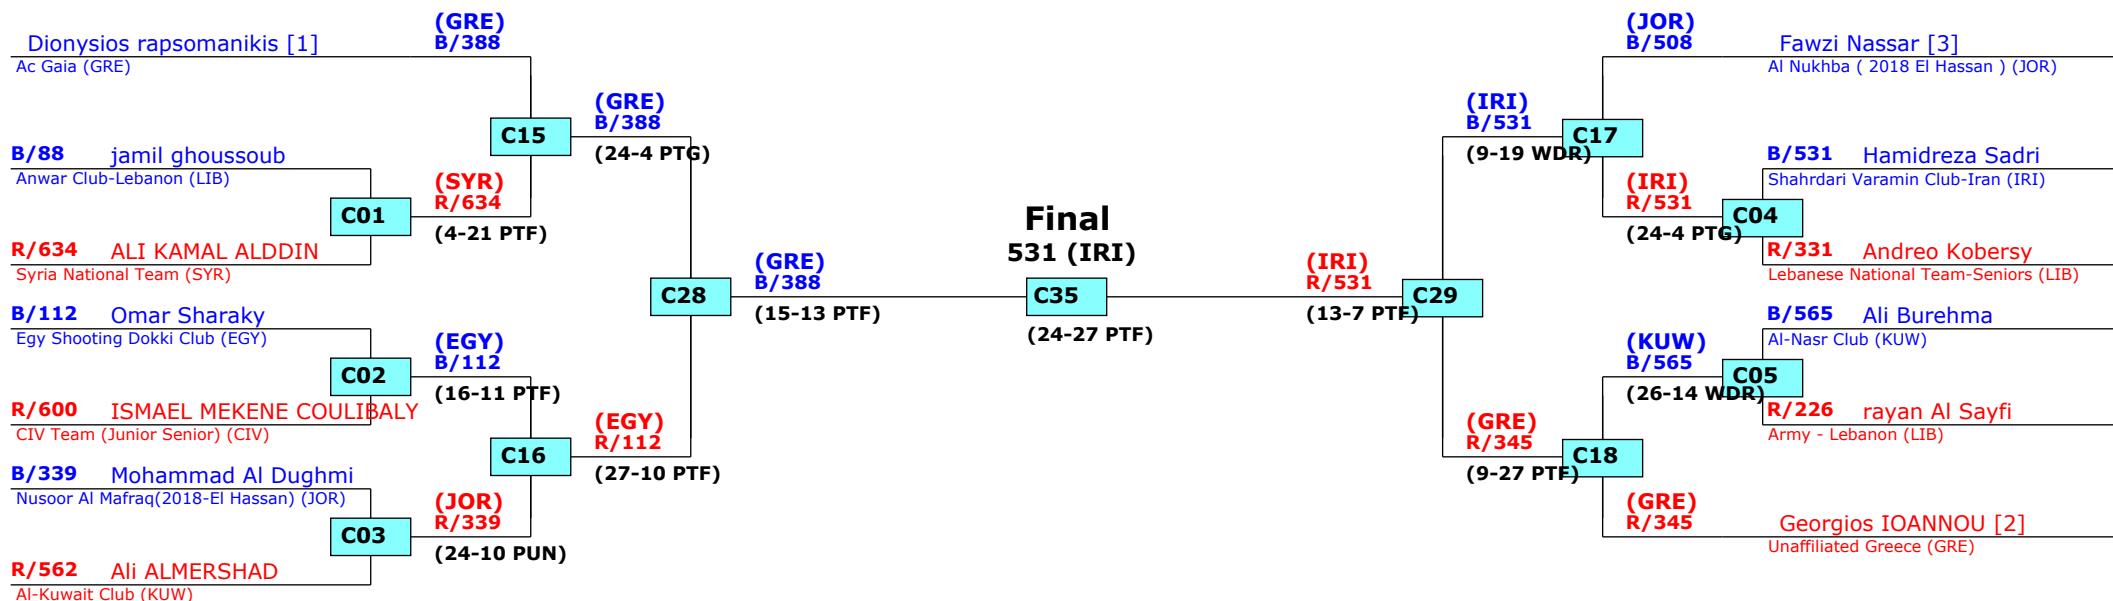 (GRE)
B/388
Dionysios rapsomanikis [1]
Ac Gaia (GRE)
B/88 jamil ghoussoub
Anwar Club-Lebanon (LIB)
C01
R/634 ALI KAMAL ALDDIN
Syria National Team (SYR)
(SYR)
R/634
(4-21 PTF)
C15
(GRE)
B/388
(24-4 PTG)
B/112 Omar Sharaky
Egy Shooting Dokki Club (EGY)
C02
R/600 ISMAEL MEKENE COULIBALY
CIV Team (Junior Senior) (CIV)
(EGY)
B/112
(16-11 PTF)
B/339 Mohammad Al Dughmi
Nusoor Al Mafraq(2018-El Hassan) (JOR)
C03
R/562 Ali ALMERSHAD
Al-Kuwait Club (KUW)
(JOR)
R/339
(24-10 PUN)
C16
(EGY)
R/112
(27-10 PTF)
C28
(GRE)
B/388
(15-13 PTF)
Final
531 (IRI)
C35
(24-27 PTF)
(IRI)
R/531
(13-7 PTF)
C29
(IRI)
B/531
(9-19 WDR)
C17
(JOR)
B/508
Fawzi Nassar [3]
Al Nukhba ( 2018 El Hassan ) (JOR)
(IRI)
R/531
(24-4 PTG)
C04
B/531 Hamidreza Sadri
Shahrdari Varamin Club-Iran (IRI)
R/331 Andreo Kobersy
Lebanese National Team-Seniors (LIB)
(GRE)
R/345
(9-27 PTF)
C18
(KUW)
B/565
(26-14 WDR)
C05
B/565 Ali Burehma
Al-Nasr Club (KUW)
R/226 rayan Al Sayfi
Army - Lebanon (LIB)
(GRE)
R/345
Georgios IOANNOU [2]
Unaffiliated Greece (GRE)